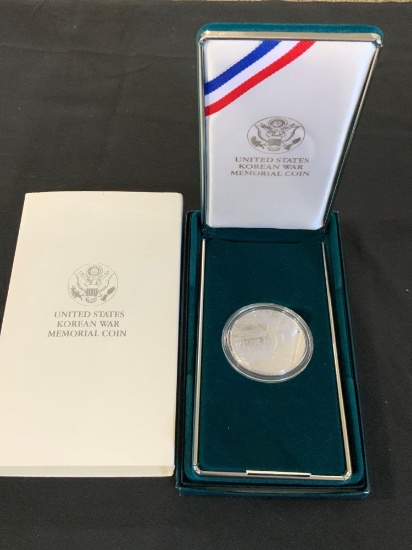 UNITED STATES
KOREAN WAR
MEMORIAL COIN
UNITED STATES
KOREAN WAR
MEMORIAL COIN